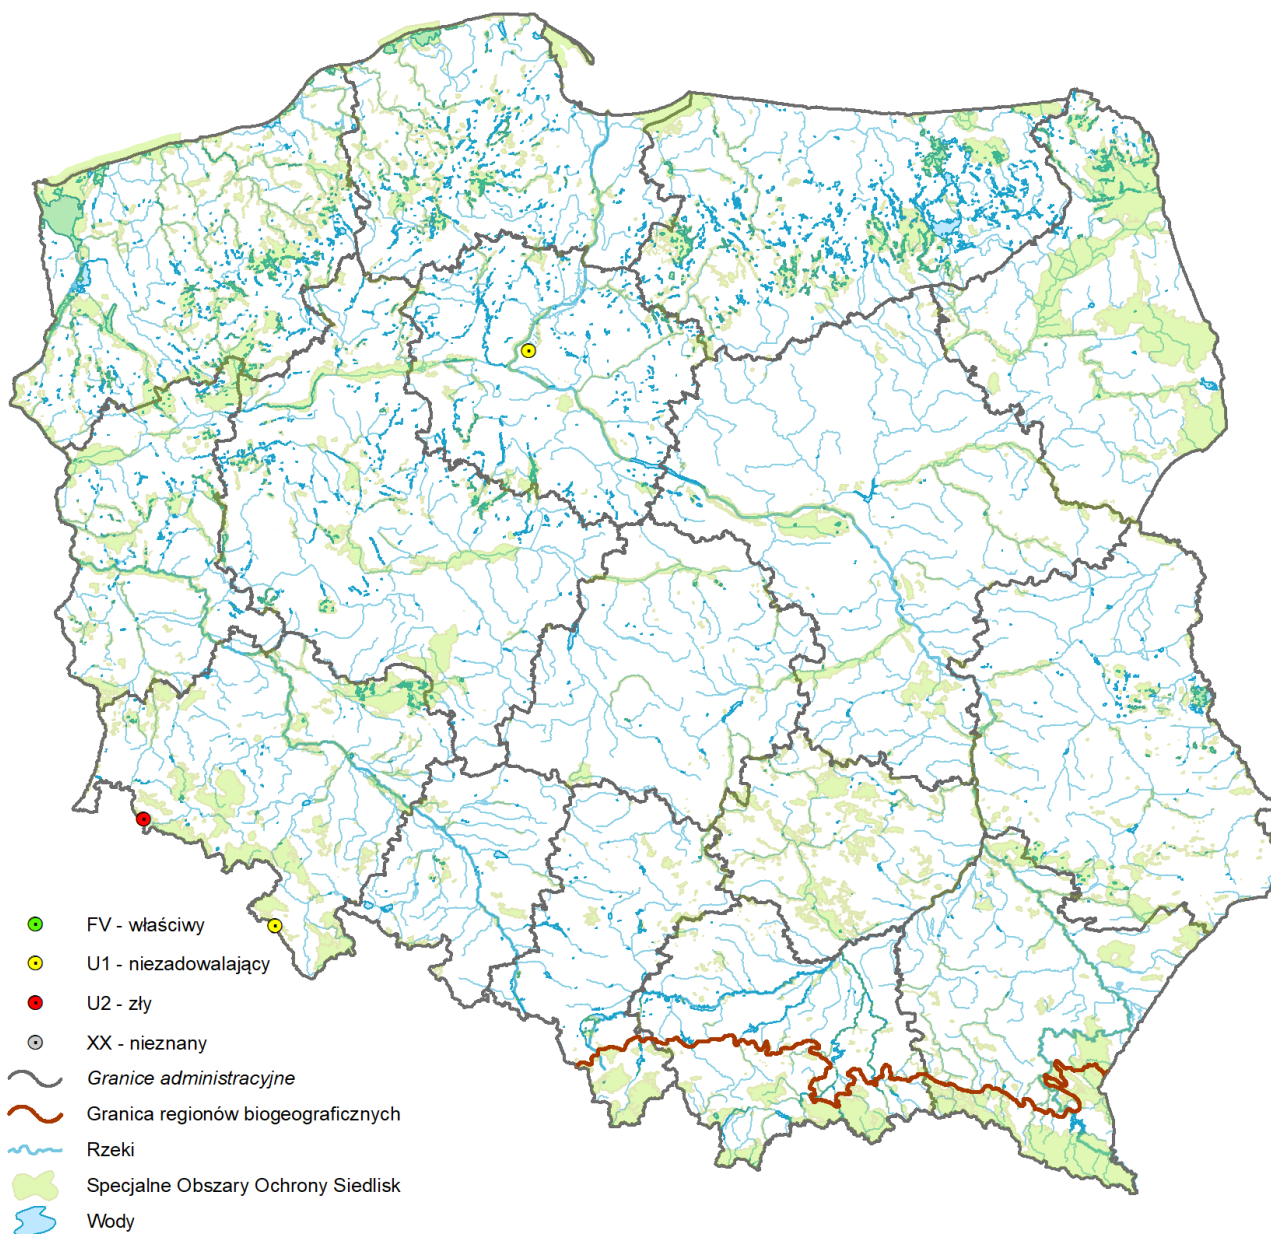 FV - właściwy
U1 - niezadowalający
U2 - zły
XX - nieznany
Granice administracyjne
Granica regionów biogeograficznych
Rzeki
Specjalne Obszary Ochrony Siedlisk
Wody